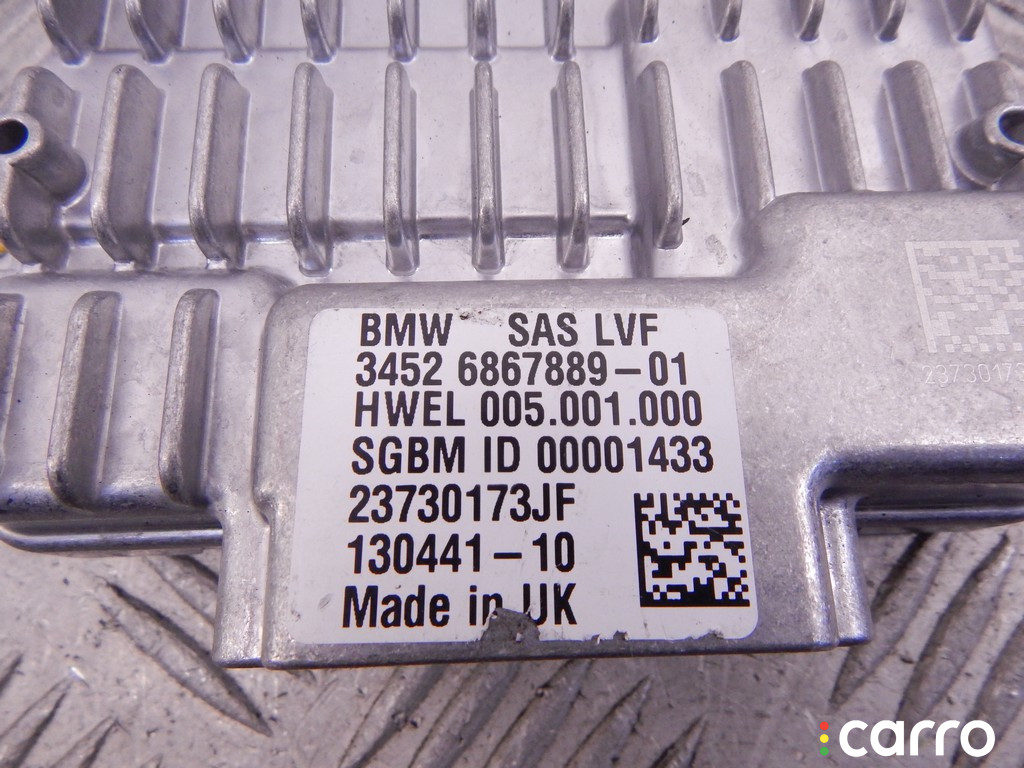 BMW SAS LVF
3452 6867889-01
HWEL 005.001.000
SGBM ID 00001433
23730173JF
130441-10
Made in UK
23730173
carro